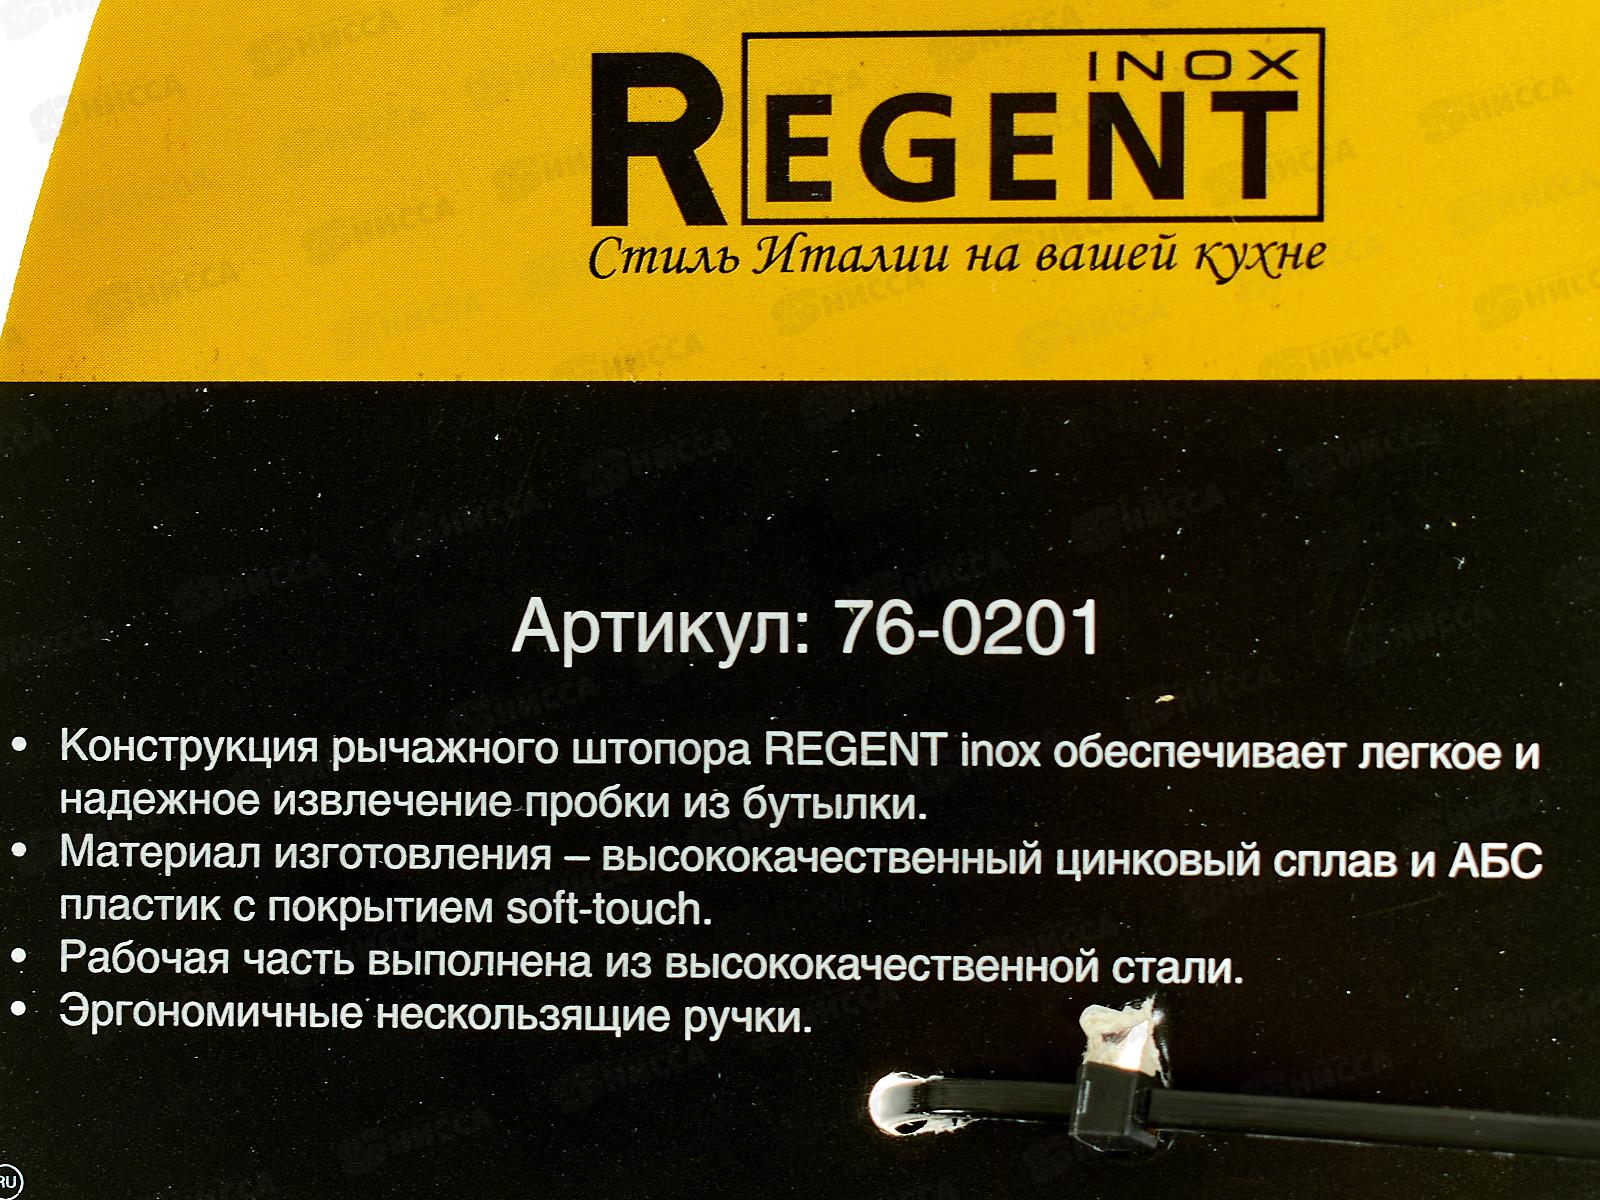 INOX
REGENT
Стиль Италии на вашей кухне
Артикул: 76-0201
• Конструкция рычажного штопора REGENT inox обеспечивает легкое и
надежное извлечение пробки из бутылки.
• Материал изготовления – высококачественный цинковый сплав и АБС
пластик с покрытием soft-touch.
• Рабочая часть выполнена из высококачественной стали.
• Эргономичные нескользящие ручки.
RU
НИССА